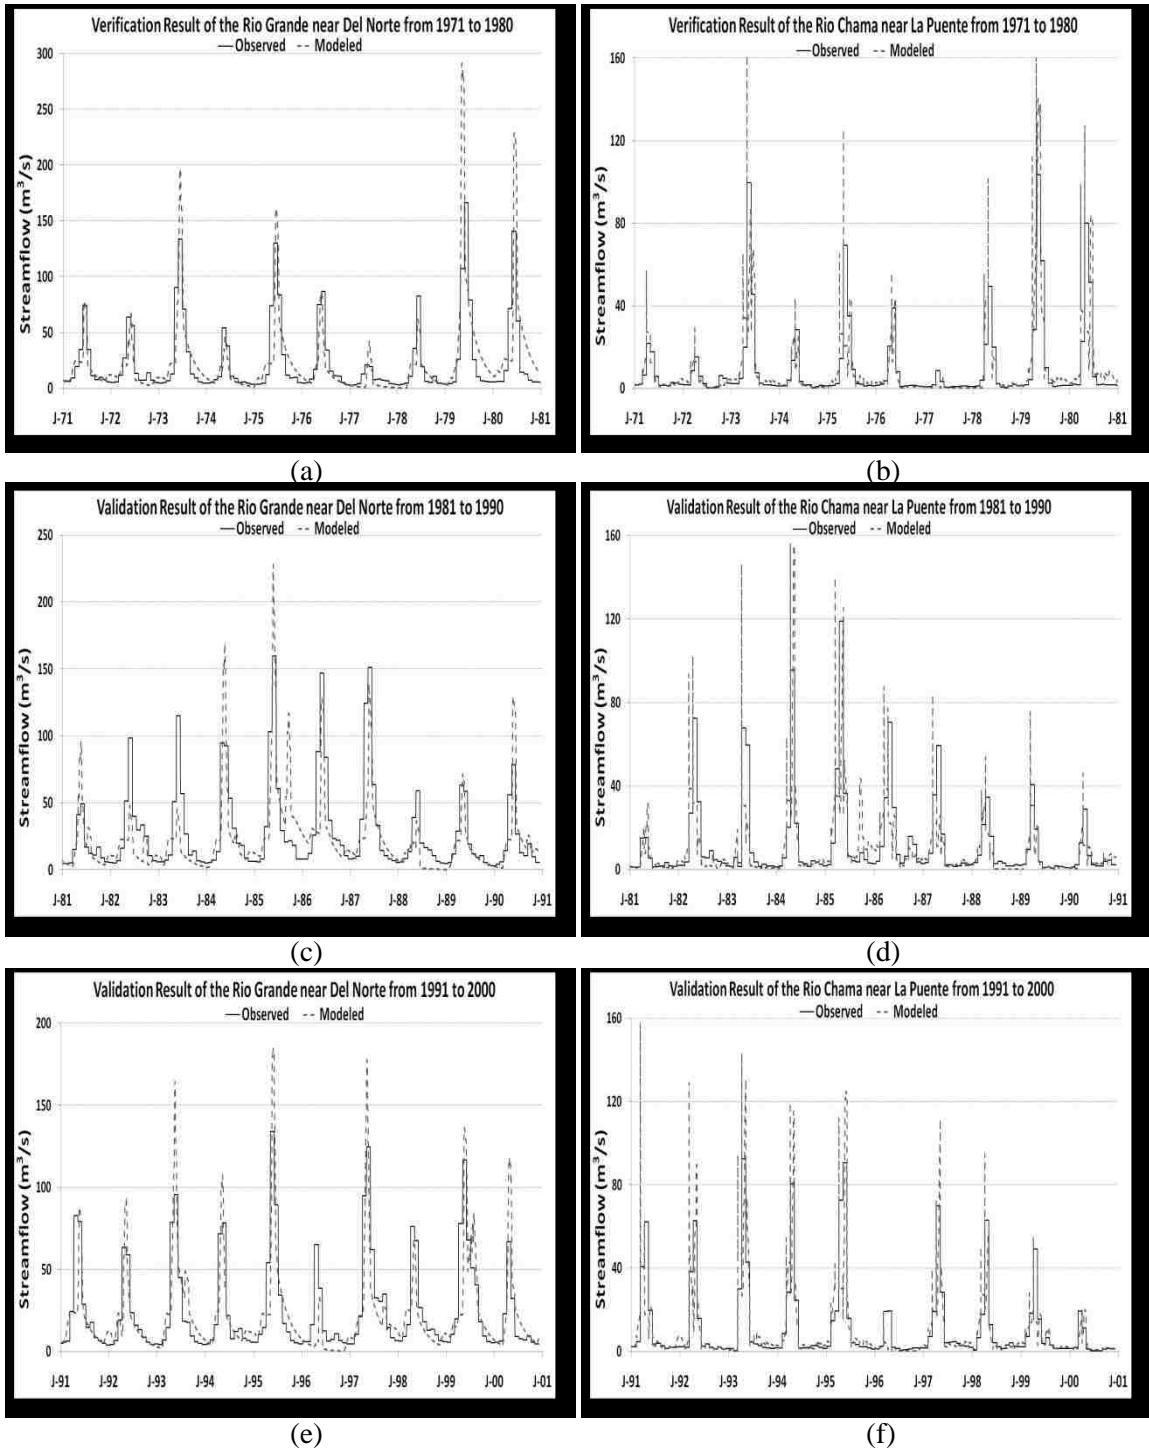 Verification Result of the Rio Grande near Del Norte from 1971 to 1980
Observed Modeled
Streamflow (m³/s)
300
250
200
150
100
50
0
J-71 J-72 J-73 J-74 J-75 J-76 J-77 J-78 J-79 J-80 J-81
(a)
Verification Result of the Rio Chama near La Puente from 1971 to 1980
Observed Modeled
Streamflow (m³/s)
160
120
80
40
0
J-71 J-72 J-73 J-74 J-75 J-76 J-77 J-78 J-79 J-80 J-81
(b)
Validation Result of the Rio Grande near Del Norte from 1981 to 1990
Observed Modeled
Streamflow (m³/s)
250
200
150
100
50
0
J-81 J-82 J-83 J-84 J-85 J-86 J-87 J-88 J-89 J-90 J-91
(c)
Validation Result of the Rio Chama near La Puente from 1981 to 1990
Observed Modeled
Streamflow (m³/s)
160
120
80
40
0
J-81 J-82 J-83 J-84 J-85 J-86 J-87 J-88 J-89 J-90 J-91
(d)
Validation Result of the Rio Grande near Del Norte from 1991 to 2000
Observed Modeled
Streamflow (m³/s)
200
150
100
50
0
J-91 J-92 J-93 J-94 J-95 J-96 J-97 J-98 J-99 J-00 J-01
(e)
Validation Result of the Rio Chama near La Puente from 1991 to 2000
Observed Modeled
Streamflow (m³/s)
160
120
80
40
0
J-91 J-92 J-93 J-94 J-95 J-96 J-97 J-98 J-99 J-00 J-01
(f)